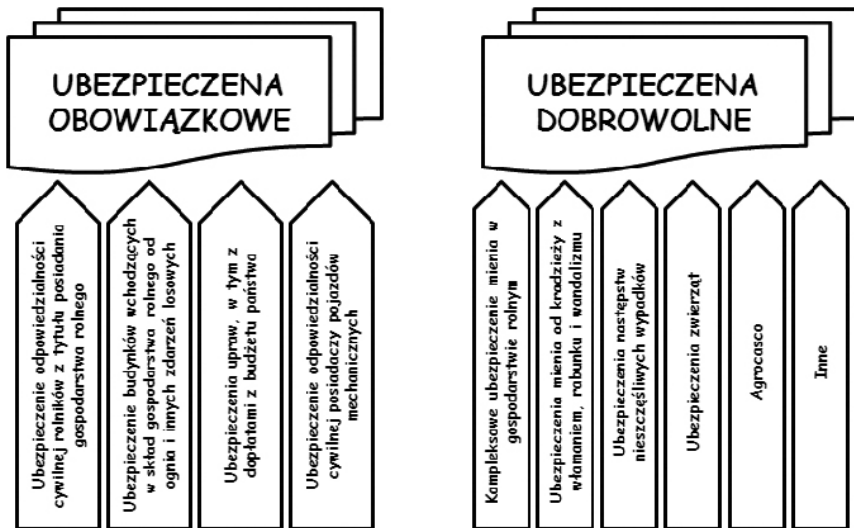 UBEZPIECZENA
OBOWIĄZKOWE
Ubezpieczenie odpowiedzialności
cywilnej rolników z tytułu posiadania
gospodarstwa rolnego
Ubezpieczenie budynków wchodzących
w skład gospodarstwa rolnego od
ognia i innych zdarzeń losowych
Ubezpieczenia upraw, w tym z
dopłatami z budżetu państwa
Ubezpieczenie odpowiedzialności
cywilnej posiadaczy pojazdów
mechanicznych
UBEZPIECZENA
DOBROWOLNE
Kompleksowe ubezpieczenie mienia w
gospodarstwie rolnym
Ubezpieczenia mienia od kradzieży z
włamaniem, rabunku i wandalizmu
Ubezpieczenia następstw
nieszczęśliwych wypadków
Ubezpieczenia zwierząt
Agrocasco
Inne